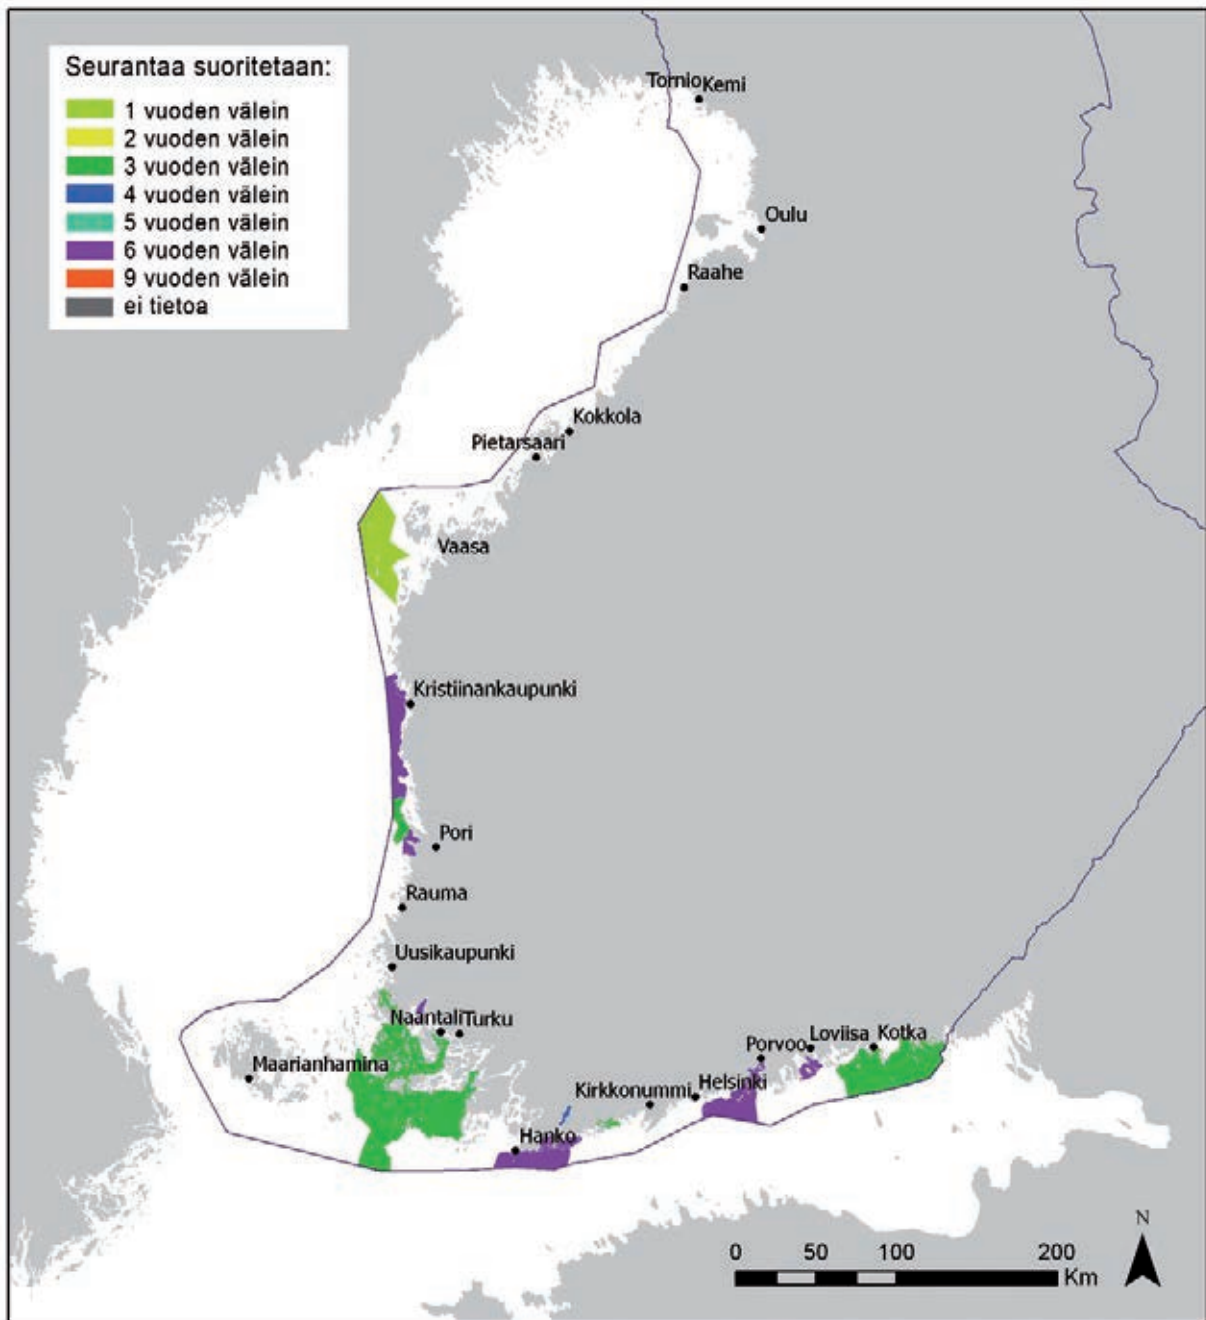 Seurantaa suoritetaan:
1 vuoden välein
2 vuoden välein
3 vuoden välein
4 vuoden välein
5 vuoden välein
6 vuoden välein
9 vuoden välein
ei tietoa
Tornio Kemi
Oulu
Raahe
Kokkola
Pietarsaari
Vaasa
Kristiinankaupunki
Pori
Rauma
Uusikaupunki
Naantali Turku
Maarianhamina
Loviisa Kotka
Porvoo
Kirkkonummi Helsinki
Hanko
N
0 50 100 200
Km